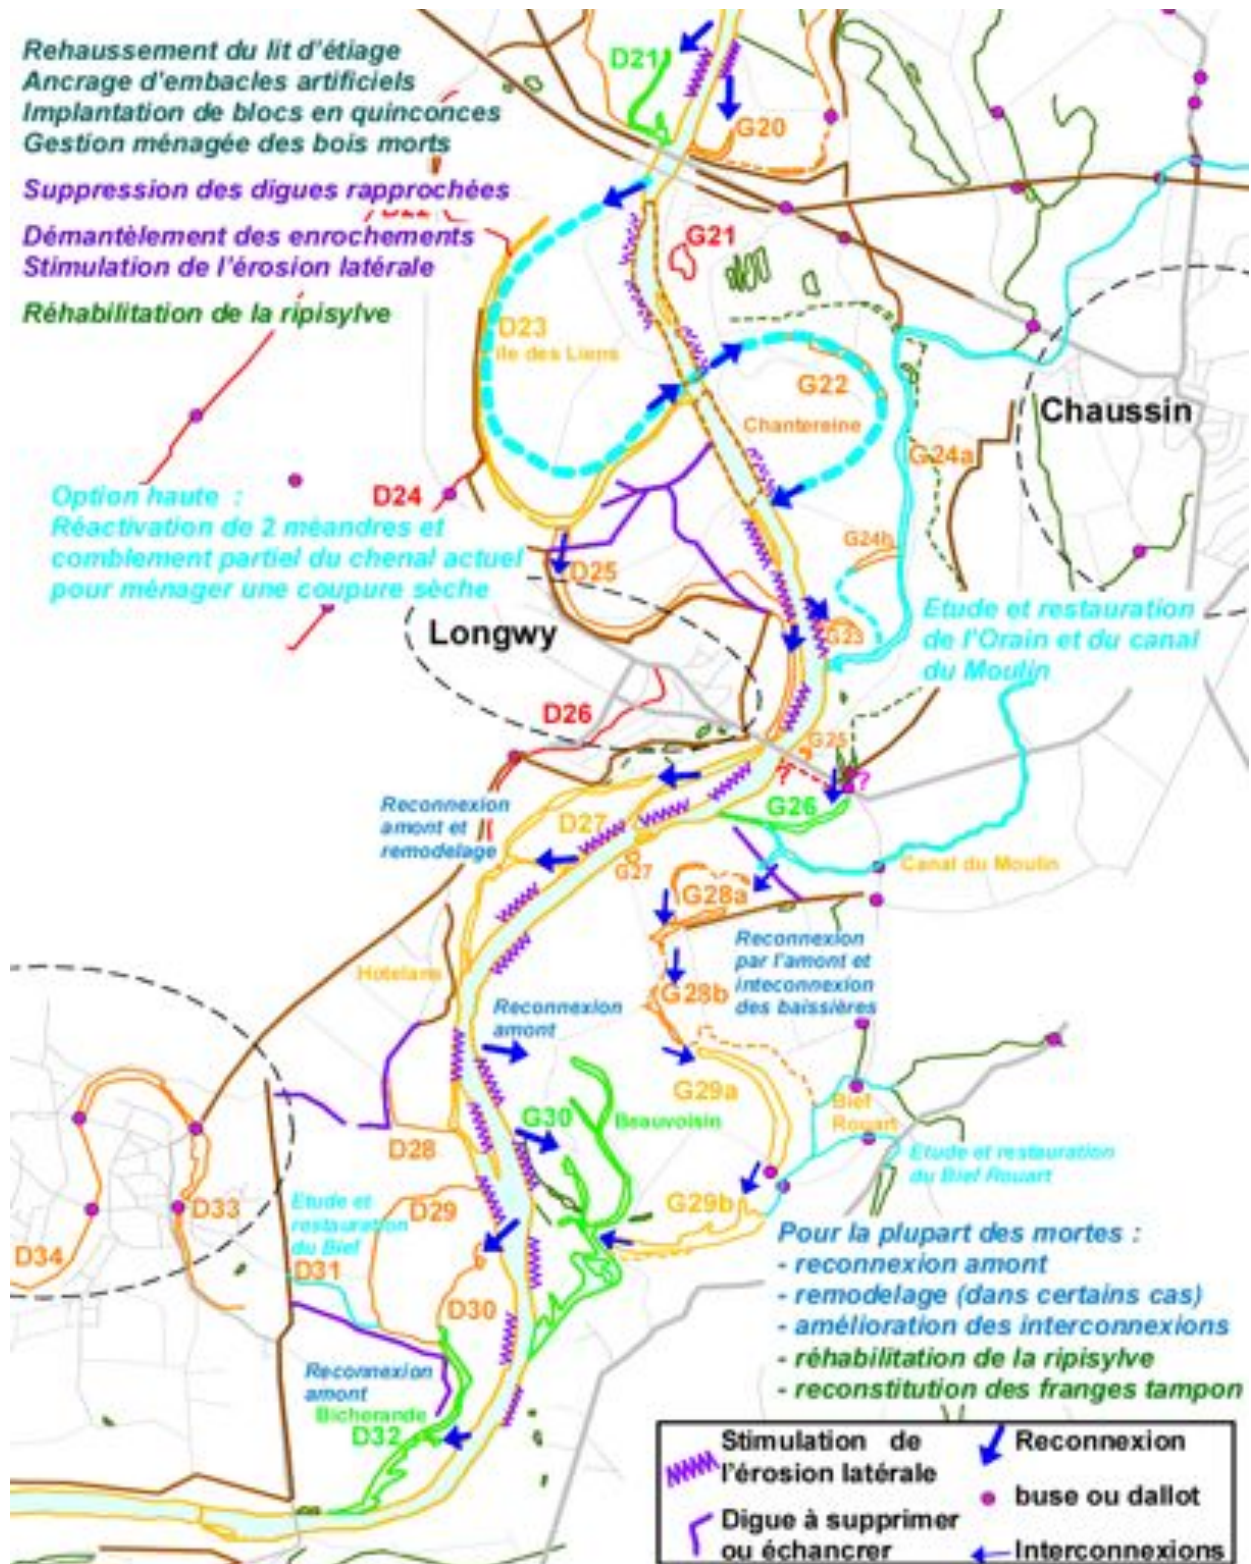 Rehaussement du lit d'étiage
Ancrage d'embacles artificiels
Implantation de blocs en quinconces
Gestion ménagée des bois morts
Suppression des digues rapprochées
Démantèlement des enrochements
Stimulation de l'érosion latérale
Réhabilitation de la ripisylve
D21
G20
G21
D23
ile des Liens
G22
Chantereine
Chaussin
G24a
D24
Option haute :
Réactivation de 2 méandres et
comblement partiel du chenal actuel
pour ménager une coupure sèche
G24b
D25
Longwy
G23
Etude et restauration
de l'Orain et du canal
du Moulin
D26
G25
?
?
G26
Reconnexion
amont et
remodelage
D27
G27
Canal du Moulin
G28a
Reconnexion
par l'amont et
inteconnexion
des baissières
Hotelans
G28b
Reconnexion
amont
G29a
Bief
Rouart
G30
Beauvoisin
D28
Etude et restauration
du Bief Rouart
D33
Etude et
restauration
du Bief
D29
G29b
D34
D31
D30
Pour la plupart des mortes :
- reconnexion amont
- remodelage (dans certains cas)
- amélioration des interconnexions
- réhabilitation de la ripisylve
- reconstitution des franges tampon
Reconnexion
amont
Bicherande
D32
Stimulation de
l'érosion latérale
Reconnexion
buse ou dallot
Digue à supprimer
ou échancrer
Interconnexions